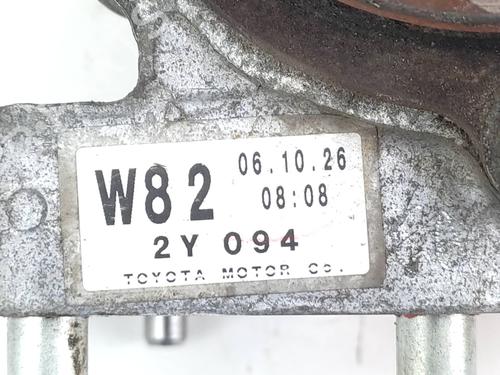 W82 06.10.26
08:08
2Y 094
TOYOTA MOTOR CO.